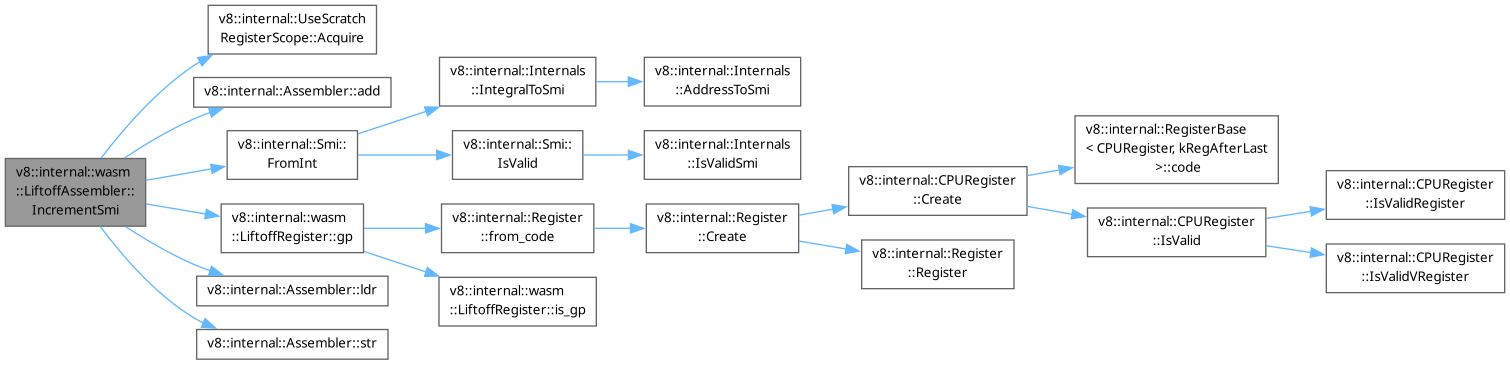 v8::internal::wasm
::LiftoffAssembler::
IncrementSmi
v8::internal::UseScratch
RegisterScope::Acquire
v8::internal::Assembler::add
v8::internal::Smi::
FromInt
v8::internal::Internals
::IntegralToSmi
v8::internal::Internals
::AddressToSmi
v8::internal::Smi::
IsValid
v8::internal::Internals
::IsValidSmi
v8::internal::wasm
::LiftoffRegister::gp
v8::internal::Register
::from_code
v8::internal::Register
::Create
v8::internal::CPURegister
::Create
v8::internal::RegisterBase
< CPURegister, kRegAfterLast
>::code
v8::internal::CPURegister
::IsValid
v8::internal::CPURegister
::IsValidRegister
v8::internal::CPURegister
::IsValidVRegister
v8::internal::Register
::Register
v8::internal::wasm
::LiftoffRegister::is_gp
v8::internal::Assembler::ldr
v8::internal::Assembler::str